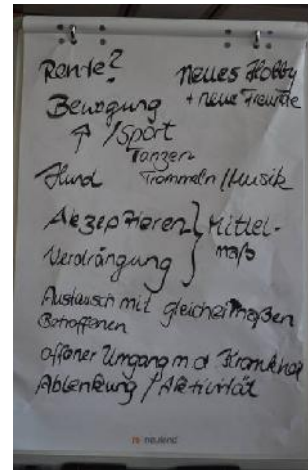 Rente? neues Hobby
+ neue Freunde
Bewegung
/Sport
Tanzen
Hund Trommeln/Musik
Akzeptieren } Mittel-
maß
Verdrängung
Austausch mit gleichermaßen
Betroffenen
offener Umgang m d Krankheit
Ablenkung / Aktivität
neuland